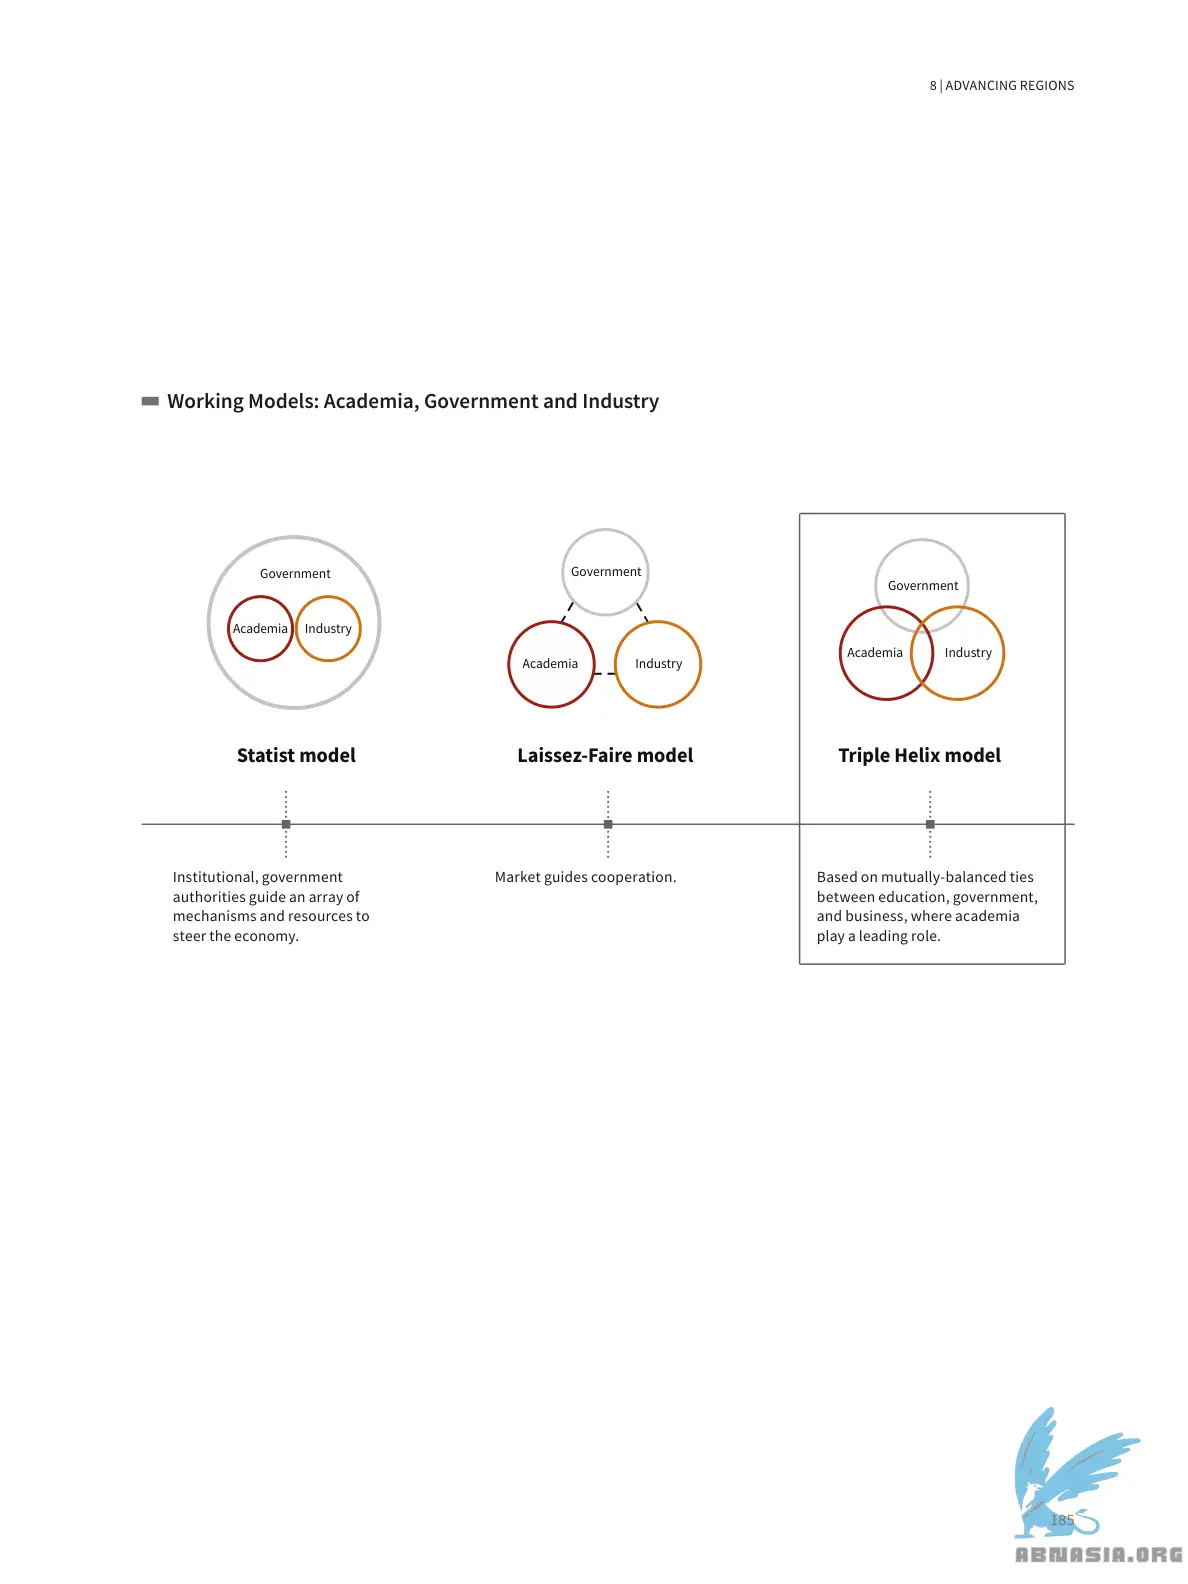 8 | ADVANCING REGIONS
Working Models: Academia, Government and Industry
Government
Academia
Industry
Government
Academia
Industry
Government
Academia
Industry
Statist model
Laissez-Faire model
Triple Helix model
Institutional, government
authorities guide an array of
mechanisms and resources to
steer the economy.
Market guides cooperation.
Based on mutually-balanced ties
between education, government,
and business, where academia
play a leading role.
185
ABNASIA.ORG